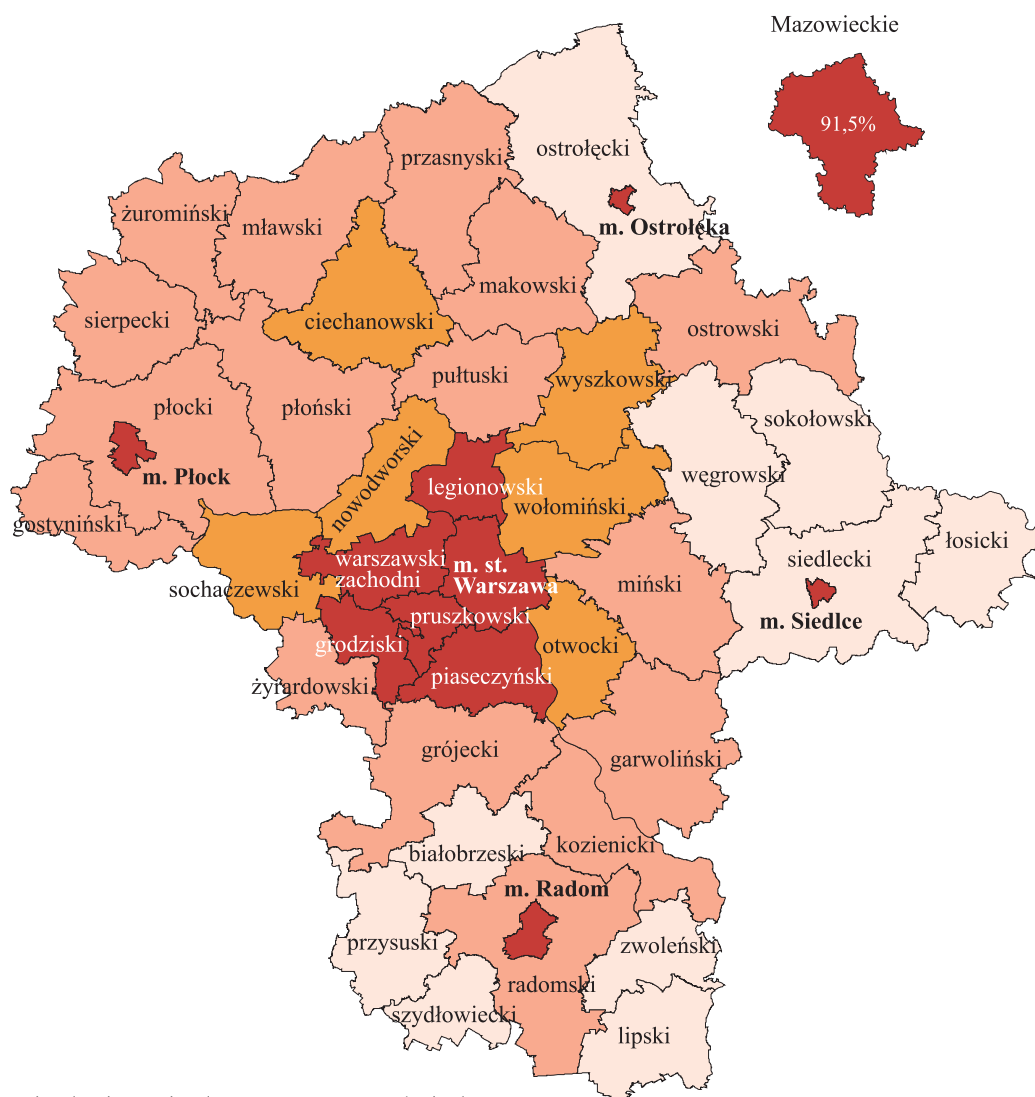 Mazowieckie
91,5%
przasnyski
ostrołęcki
żuromiński
mławski
m. Ostrołęka
makowski
sierpecki
ciechanowski
ostrowski
pułtuski
wyszkowski
płocki
płoński
sokołowski
nowodworski
m. Płock
legionowski
węgrowski
wołomiński
gostyniński
łosicki
warszawski
zachodni
m. st.
Warszawa
siedlecki
sochaczewski
miński
pruszkowski
m. Siedlce
grodziski
otwocki
piaseczyński
żyrardowski
grójecki
garwoliński
białobrzeski
kozienicki
m. Radom
przysuski
zwoleński
radomski
szydłowiecki
lipski